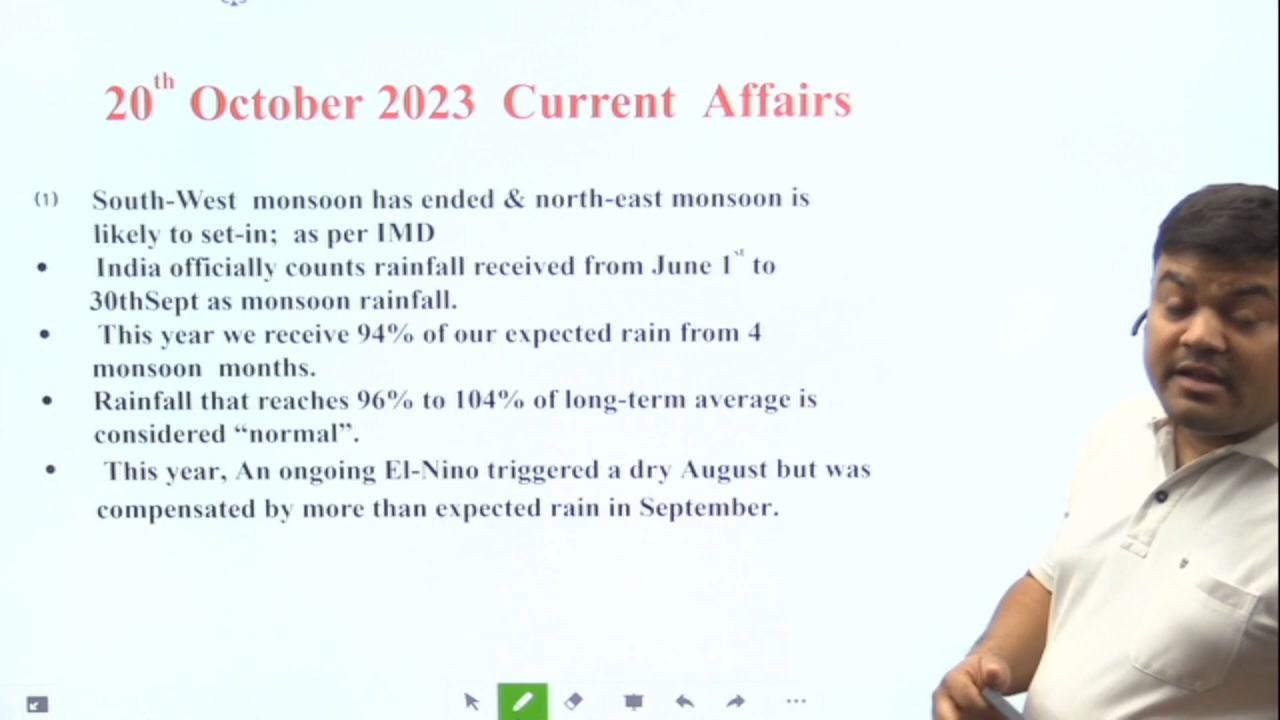 20th October 2023 Current Affairs
(1) South-West monsoon has ended & north-east monsoon is
likely to set-in; as per IMD
• India officially counts rainfall received from June 1st to
30thSept as monsoon rainfall.
• This year we receive 94% of our expected rain from 4
monsoon months.
• Rainfall that reaches 96% to 104% of long-term average is
considered “normal”.
• This year, An ongoing El-Nino triggered a dry August but was
compensated by more than expected rain in September.